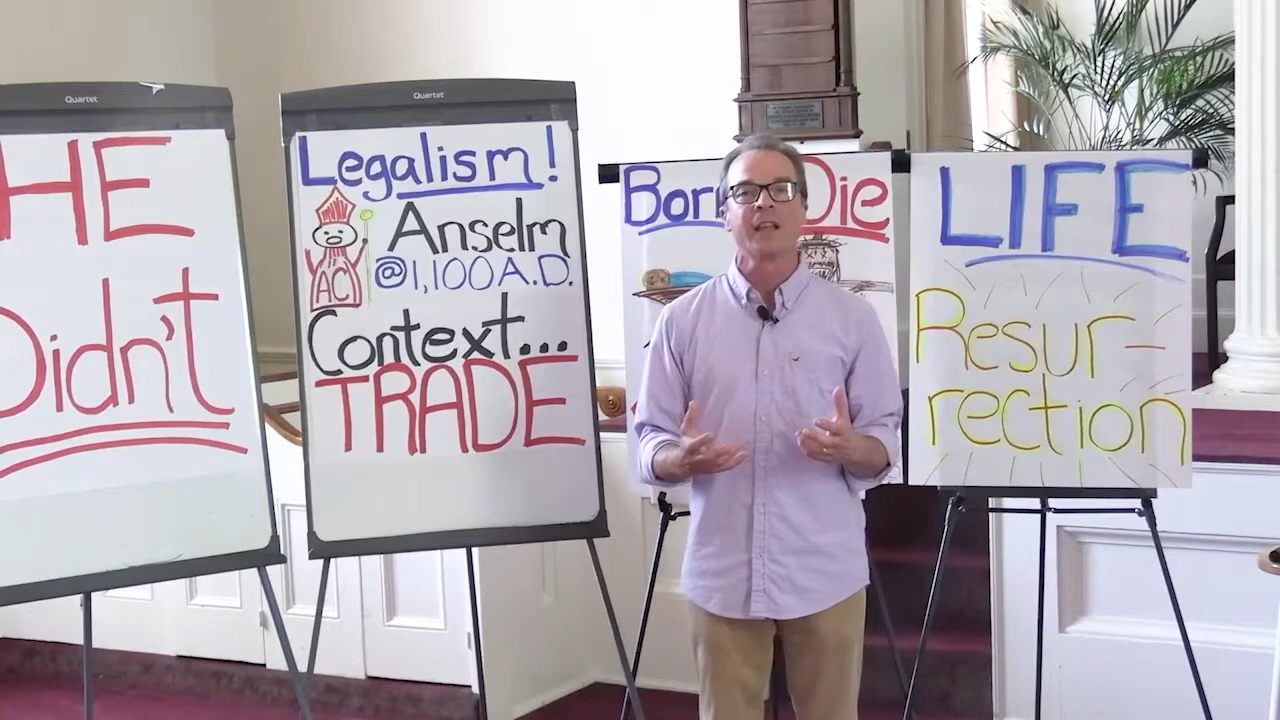 Quartet
HE
Didn't
Quartet
Legalism!
AC
Anselm
@1,100 A.D.
Context...
TRADE
Born
Die
LIFE
Resur-
rection